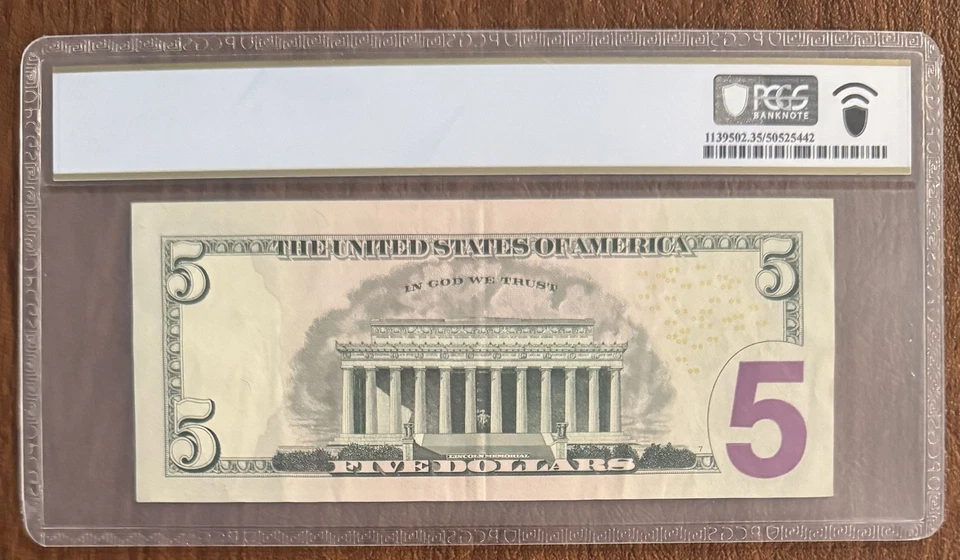 PCGS
BANKNOTE
1139502.35/50525442
5 THE UNITED STATES OF AMERICA 5
IN GOD WE TRUST
5 LINCOLN MEMORIAL 7 5
FIVE DOLLARS